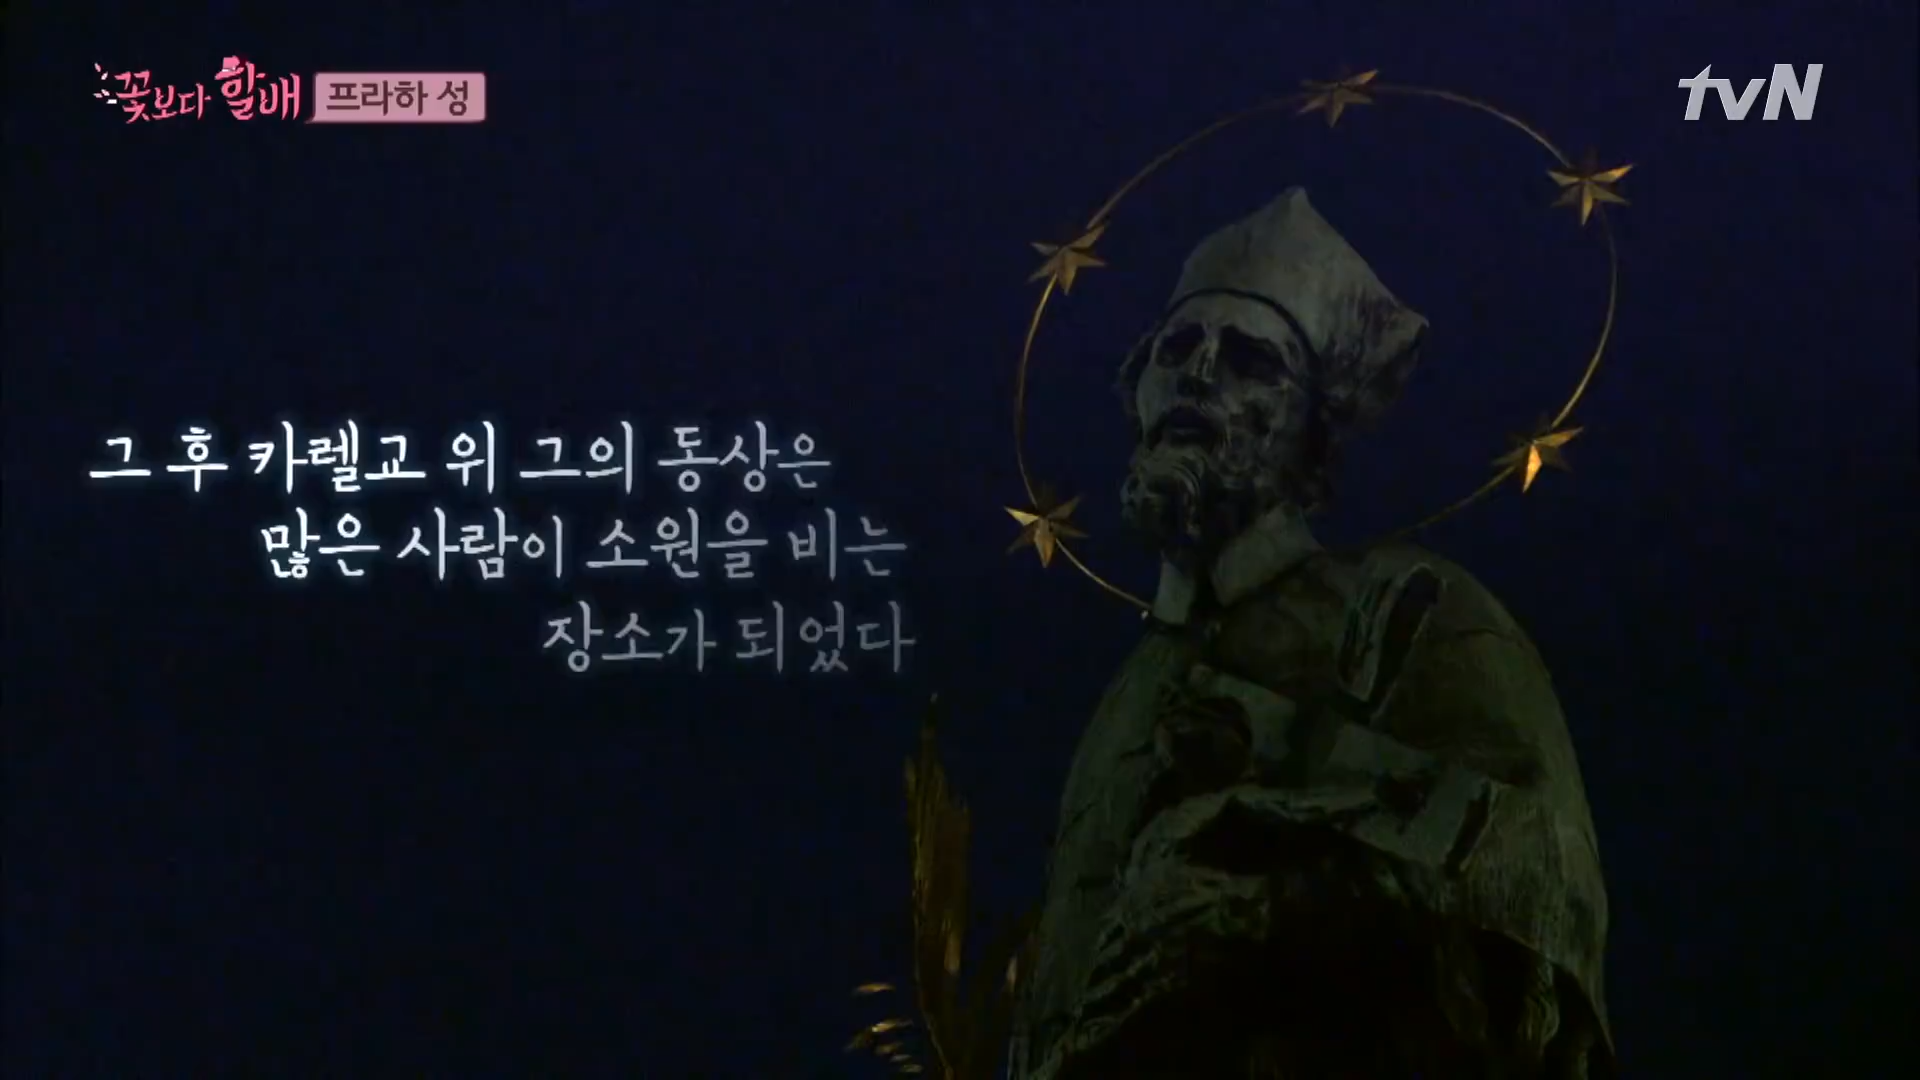 꽃보다 할배 프라하 성
tvN
그 후 카렐교 위 그의 동상은
많은 사람이 소원을 비는
장소가 되었다